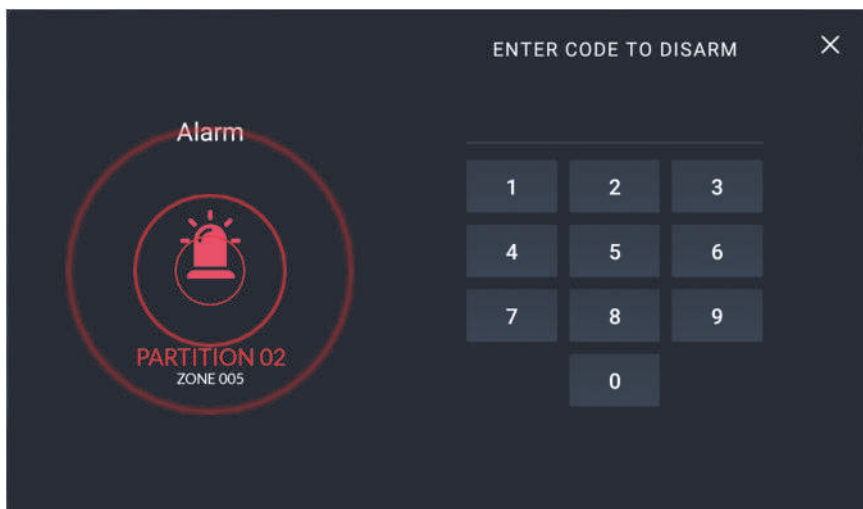 ENTER CODE TO DISARM
Alarm
PARTITION 02
ZONE 005
1 2 3
4 5 6
7 8 9
0